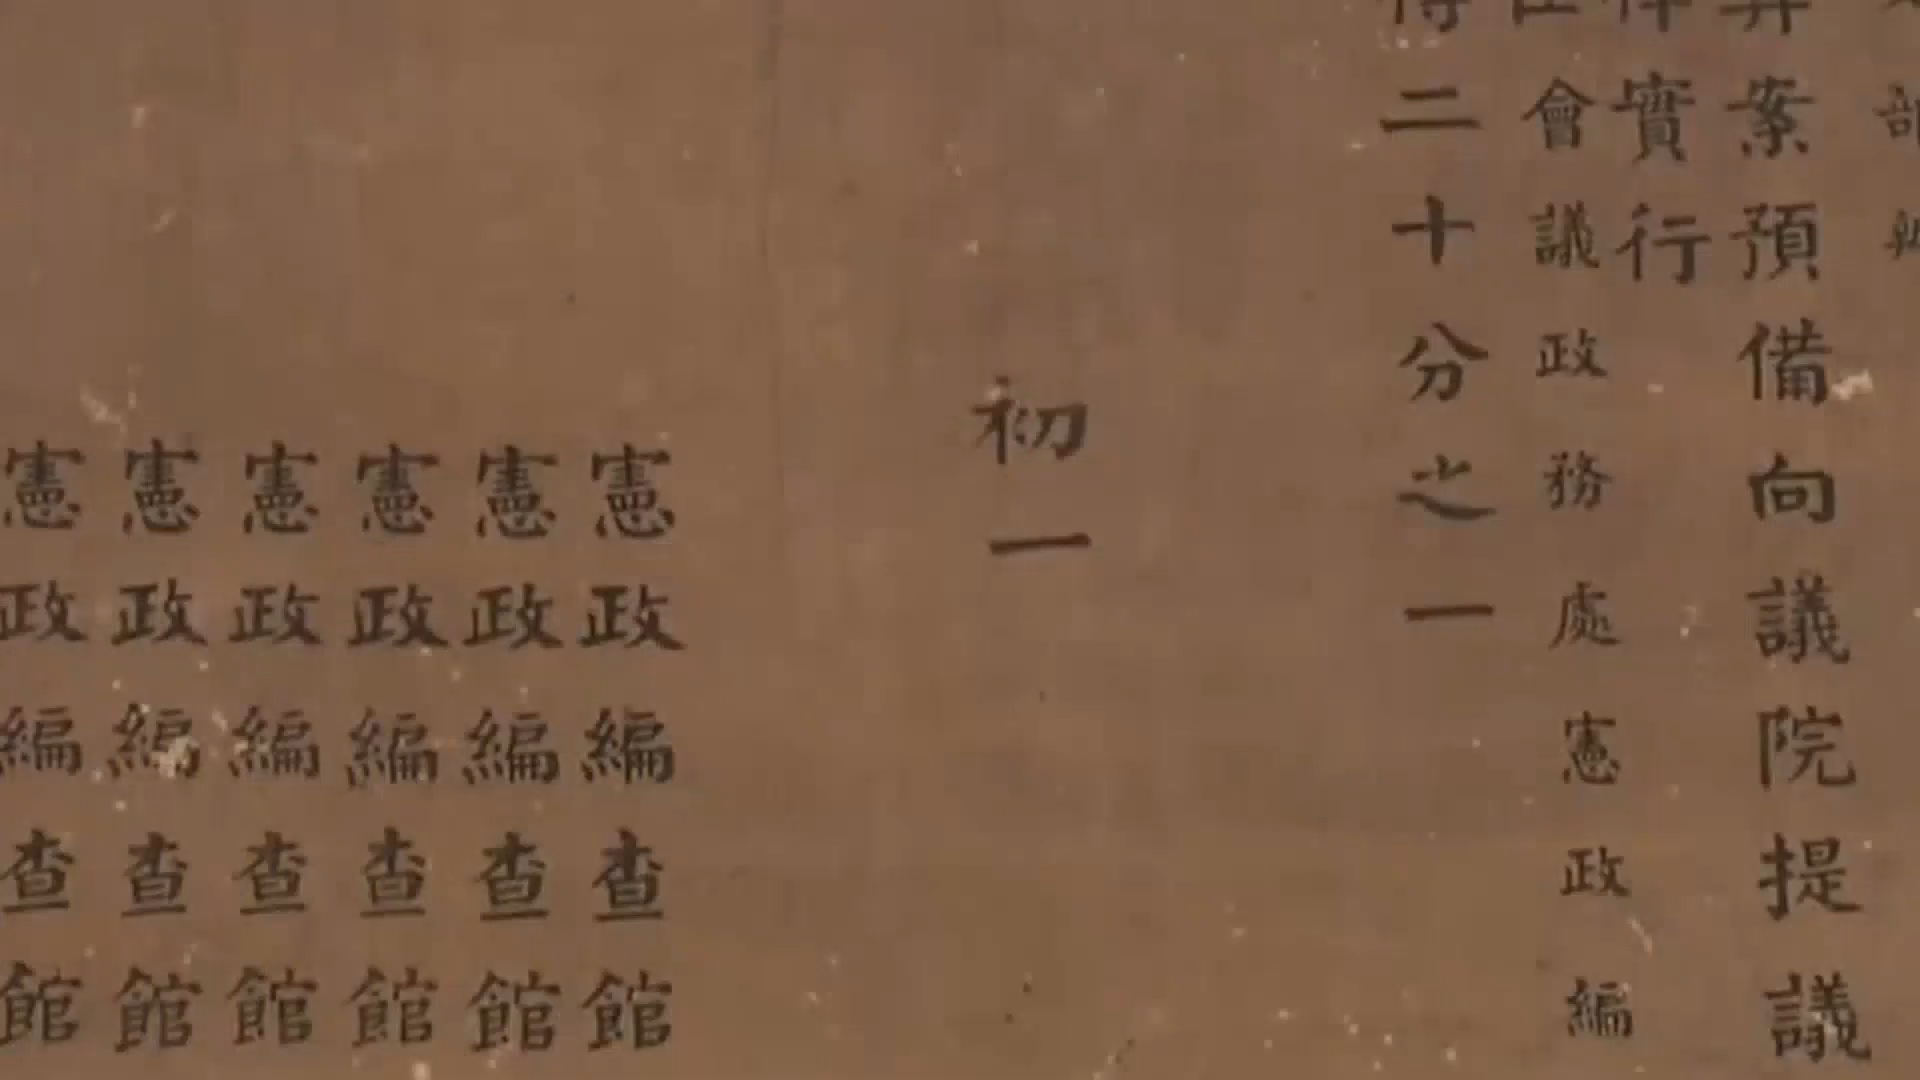 案預備向議院提議
實行
會議政務處憲政編
二十分之一
初一
憲政編查館
憲政編查館
憲政編查館
憲政編查館
憲政編查館
憲政編查館